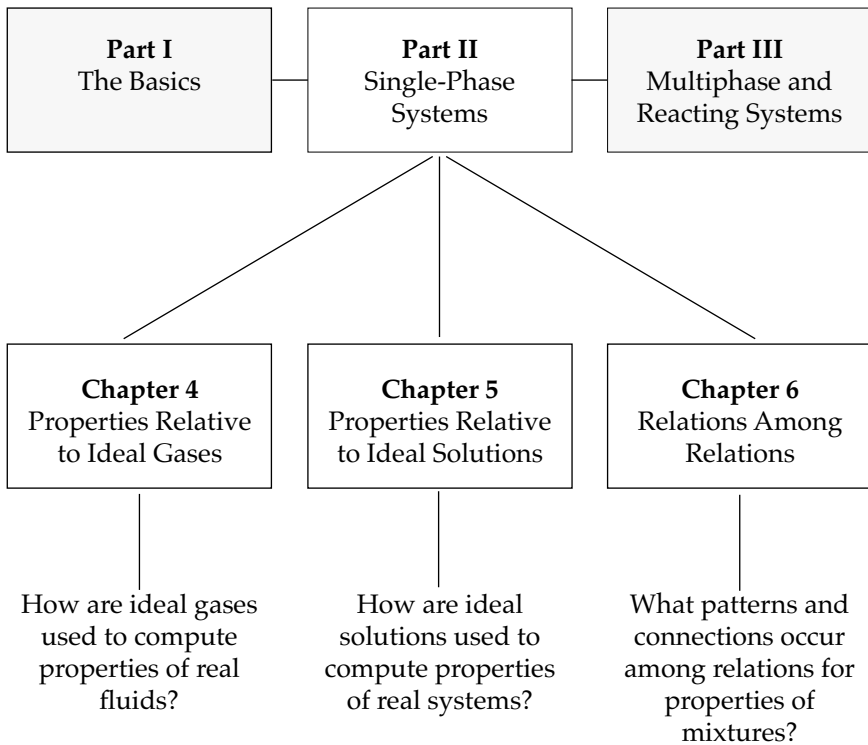 Part I
The Basics
Part II
Single-Phase
Systems
Part III
Multiphase and
Reacting Systems
Chapter 4
Properties Relative
to Ideal Gases
Chapter 5
Properties Relative
to Ideal Solutions
Chapter 6
Relations Among
Relations
How are ideal gases
used to compute
properties of real
fluids?
How are ideal
solutions used to
compute properties
of real systems?
What patterns and
connections occur
among relations for
properties of
mixtures?